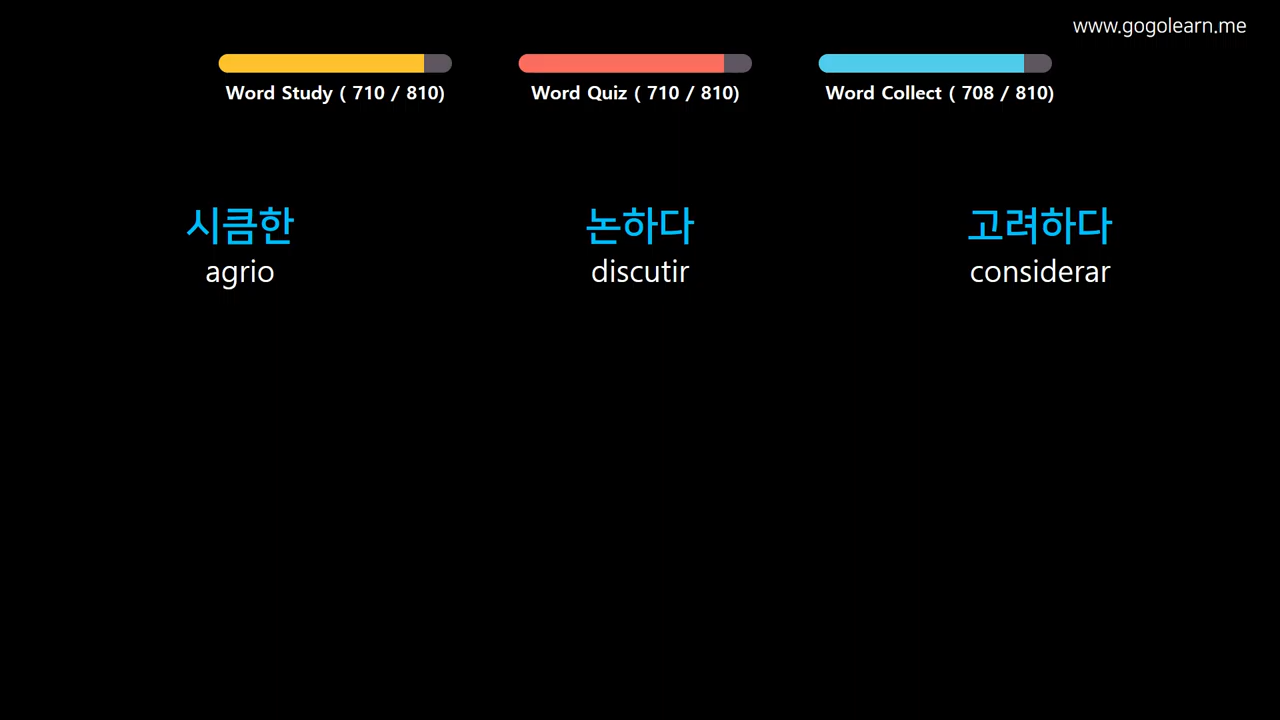 www.gogolearn.me
Word Study ( 710 / 810)
Word Quiz ( 710 / 810)
Word Collect ( 708 / 810)
시큼한
agrio
논하다
discutir
고려하다
considerar